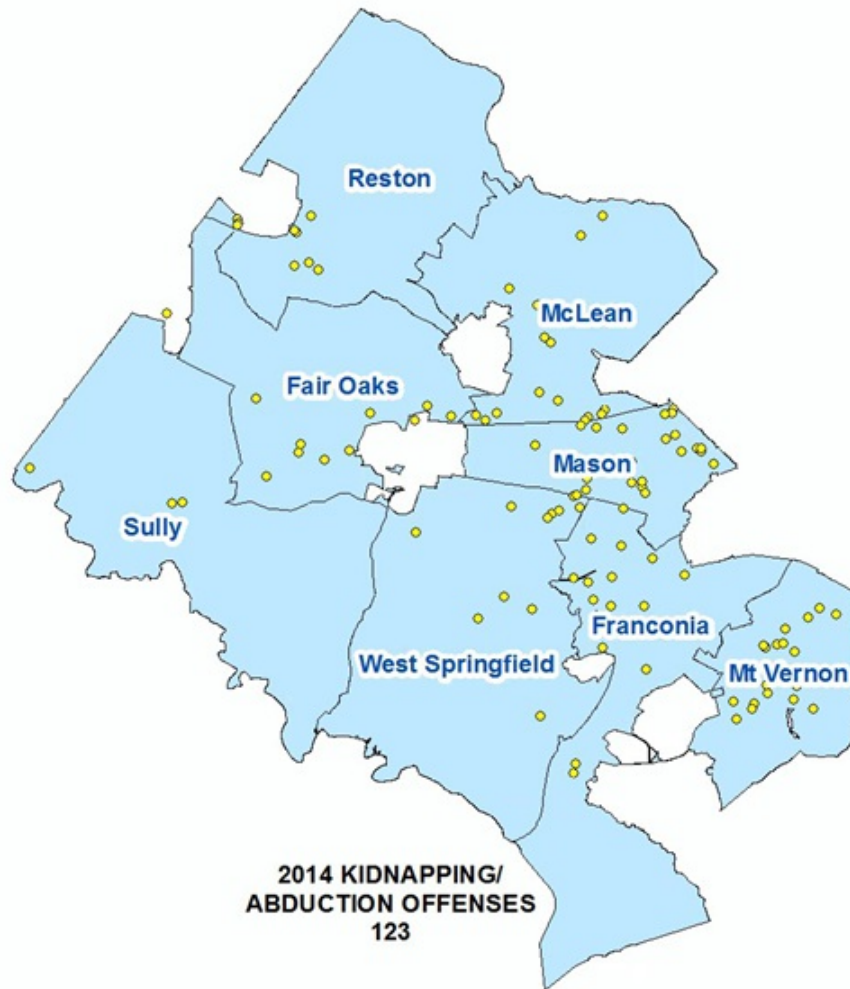 Reston
McLean
Fair Oaks
Mason
Sully
Franconia
West Springfield
Mt Vernon
2014 KIDNAPPING/
ABDUCTION OFFENSES
123